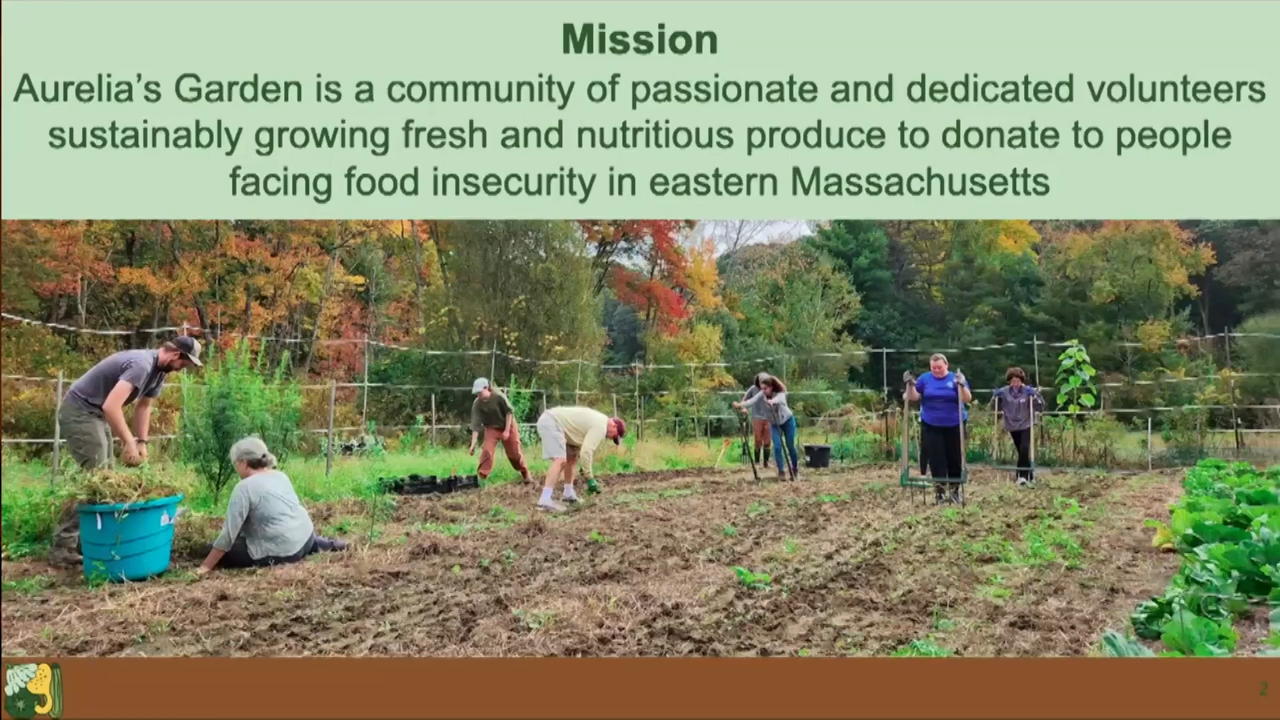 Mission
Aurelia’s Garden is a community of passionate and dedicated volunteers
sustainably growing fresh and nutritious produce to donate to people
facing food insecurity in eastern Massachusetts
2